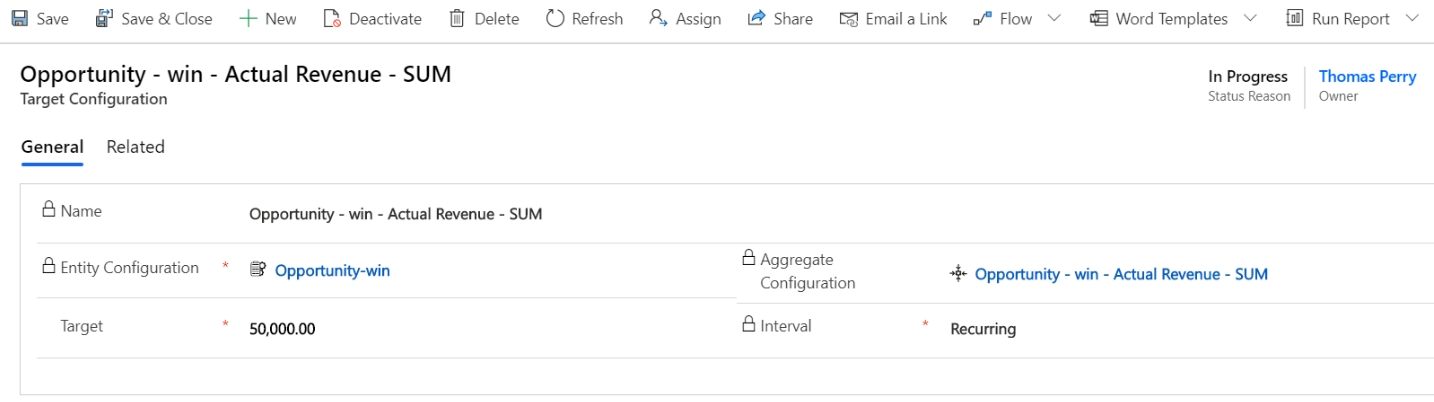 Save Save & Close New Deactivate Delete Refresh Assign Share Email a Link Flow Word Templates Run Report
Opportunity - win - Actual Revenue - SUM
Target Configuration
In Progress
Status Reason
Thomas Perry
Owner
General Related
Name Opportunity - win - Actual Revenue - SUM
Entity Configuration * Opportunity-win
Aggregate
Configuration
Opportunity - win - Actual Revenue - SUM
Target * 50,000.00
Interval * Recurring